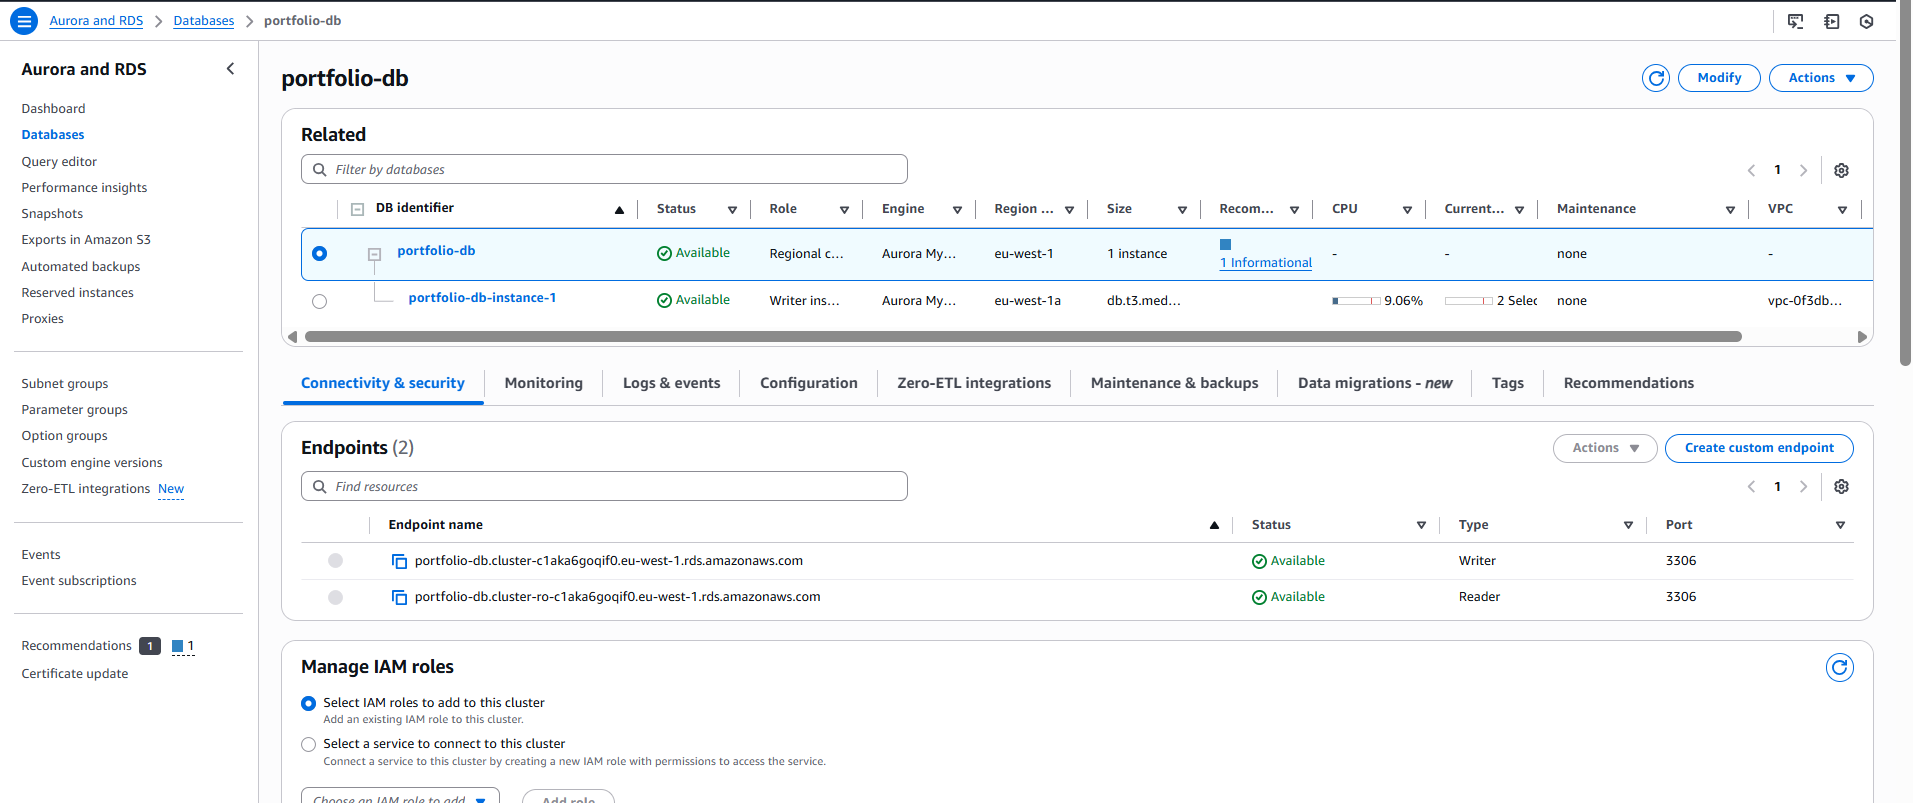 Aurora and RDS > Databases > portfolio-db
Aurora and RDS
Dashboard
Databases
Query editor
Performance insights
Snapshots
Exports in Amazon S3
Automated backups
Reserved instances
Proxies
Subnet groups
Parameter groups
Option groups
Custom engine versions
Zero-ETL integrations New
Events
Event subscriptions
Recommendations 1 1
Certificate update
portfolio-db
Modify
Actions
Related
Filter by databases
1
DB identifier Status Role Engine Region ... Size Recom... CPU Current... Maintenance VPC
portfolio-db Available Regional c... Aurora My... eu-west-1 1 instance 1 Informational - - none -
portfolio-db-instance-1 Available Writer ins... Aurora My... eu-west-1a db.t3.med... 9.06% 2 Selec none vpc-0f3db...
Connectivity & security Monitoring Logs & events Configuration Zero-ETL integrations Maintenance & backups Data migrations - new Tags Recommendations
Endpoints (2)
Actions
Create custom endpoint
Find resources
1
Endpoint name Status Type Port
portfolio-db.cluster-c1aka6goqif0.eu-west-1.rds.amazonaws.com Available Writer 3306
portfolio-db.cluster-ro-c1aka6goqif0.eu-west-1.rds.amazonaws.com Available Reader 3306
Manage IAM roles
Select IAM roles to add to this cluster
Add an existing IAM role to this cluster.
Select a service to connect to this cluster
Connect a service to this cluster by creating a new IAM role with permissions to access the service.
Choose an IAM role to add
Add role